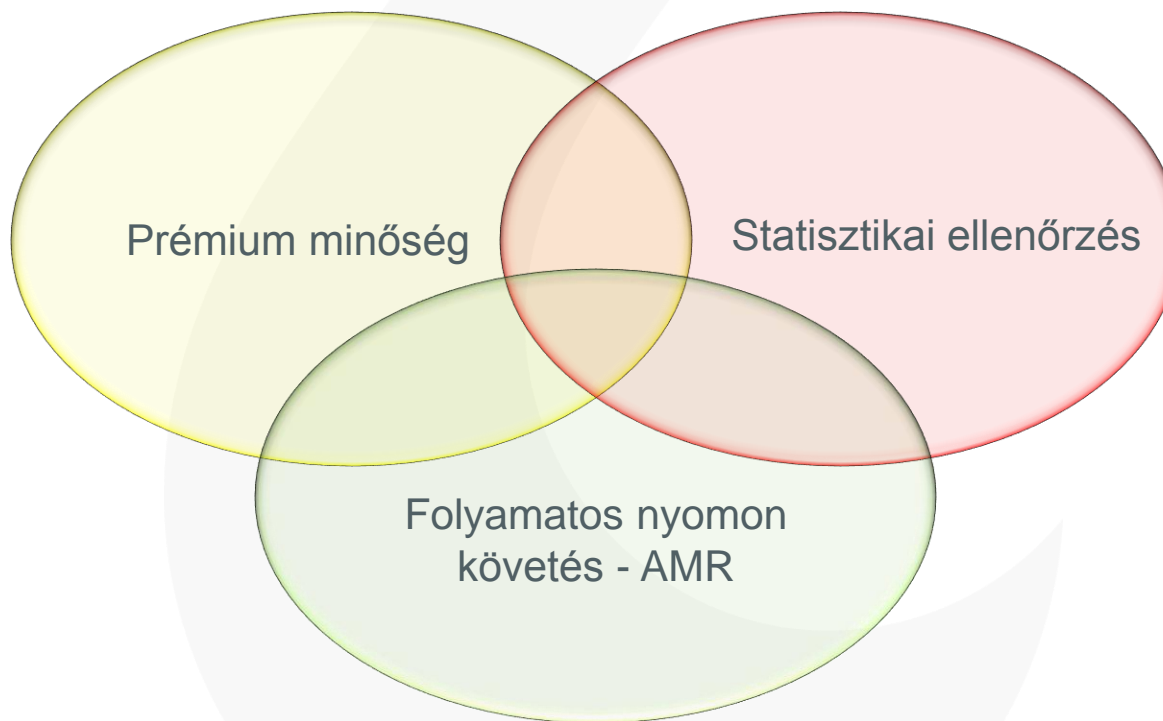 Prémium minőség
Statisztikai ellenőrzés
Folyamatos nyomon
követés - AMR